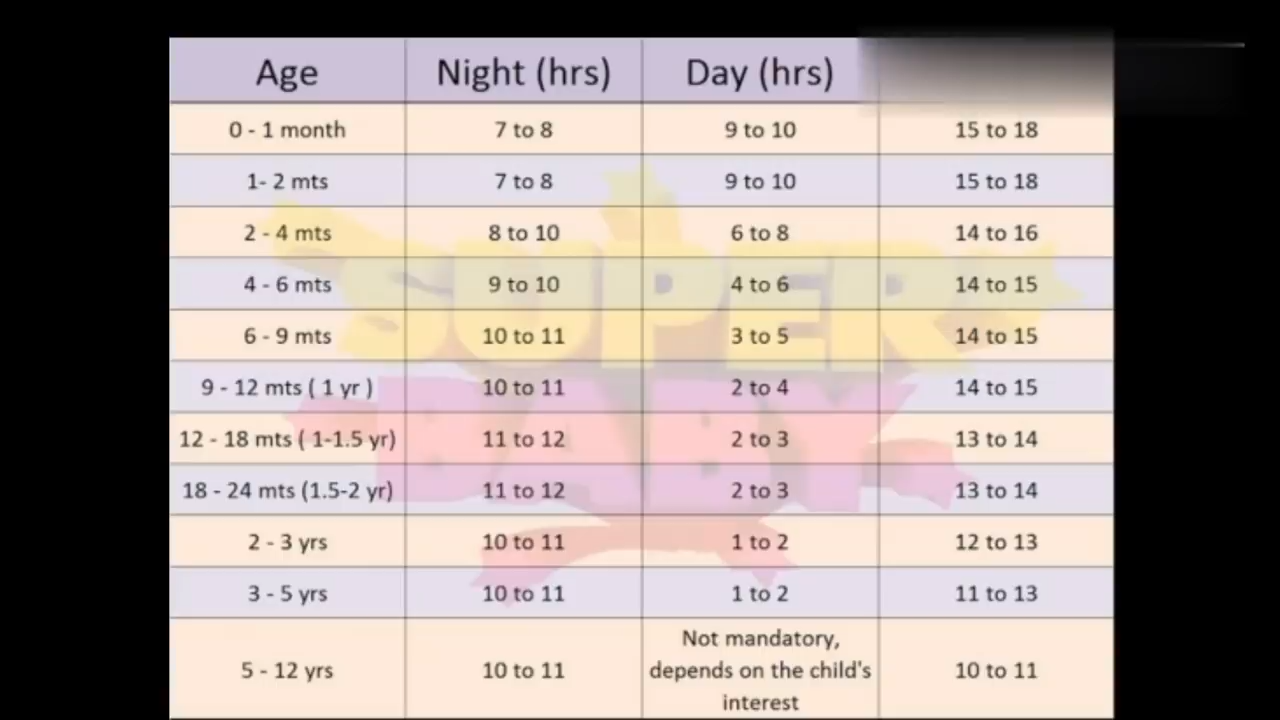 Age Night (hrs) Day (hrs)
0 - 1 month 7 to 8 9 to 10 15 to 18
1- 2 mts 7 to 8 9 to 10 15 to 18
2 - 4 mts 8 to 10 6 to 8 14 to 16
4 - 6 mts 9 to 10 4 to 6 14 to 15
6 - 9 mts 10 to 11 3 to 5 14 to 15
9 - 12 mts ( 1 yr ) 10 to 11 2 to 4 14 to 15
12 - 18 mts ( 1-1.5 yr) 11 to 12 2 to 3 13 to 14
18 - 24 mts (1.5-2 yr) 11 to 12 2 to 3 13 to 14
2 - 3 yrs 10 to 11 1 to 2 12 to 13
3 - 5 yrs 10 to 11 1 to 2 11 to 13
5 - 12 yrs 10 to 11 Not mandatory, depends on the child's interest 10 to 11
SUPER
BABY